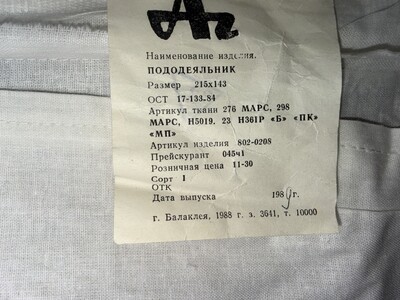 Наименование изделия.
ПОДОДЕЯЛЬНИК
Размер 215х143
ОСТ 17-133-84
Артикул ткани 276 МАРС, 298
МАРС, Н5019, 23 Н361Р «Б» «ПК»
«МП»
Артикул изделия 802-0208
Прейскурант 045ч1
Розничная цена 11-30
Сорт 1
ОТК
Дата выпуска 1989г.
г. Балаклея, 1988 г. з. 3641, т. 10000